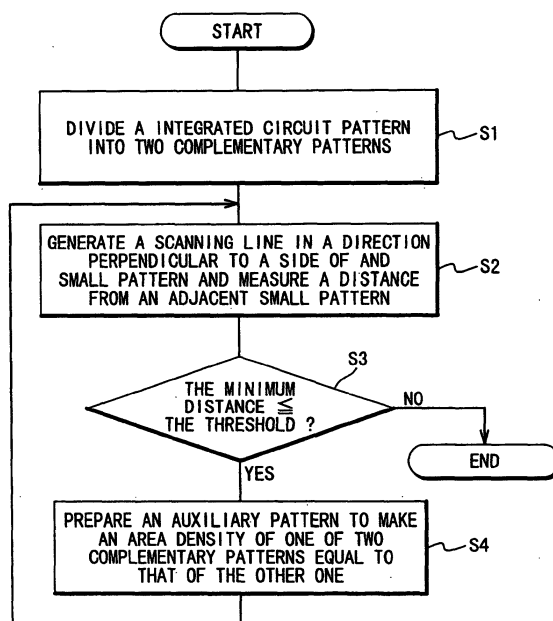 START
DIVIDE A INTEGRATED CIRCUIT PATTERN
INTO TWO COMPLEMENTARY PATTERNS
S1
GENERATE A SCANNING LINE IN A DIRECTION
PERPENDICULAR TO A SIDE OF AND
SMALL PATTERN AND MEASURE A DISTANCE
FROM AN ADJACENT SMALL PATTERN
S2
S3
THE MINIMUM
DISTANCE ≦
THE THRESHOLD ?
NO
END
YES
PREPARE AN AUXILIARY PATTERN TO MAKE
AN AREA DENSITY OF ONE OF TWO
COMPLEMENTARY PATTERNS EQUAL TO
THAT OF THE OTHER ONE
S4